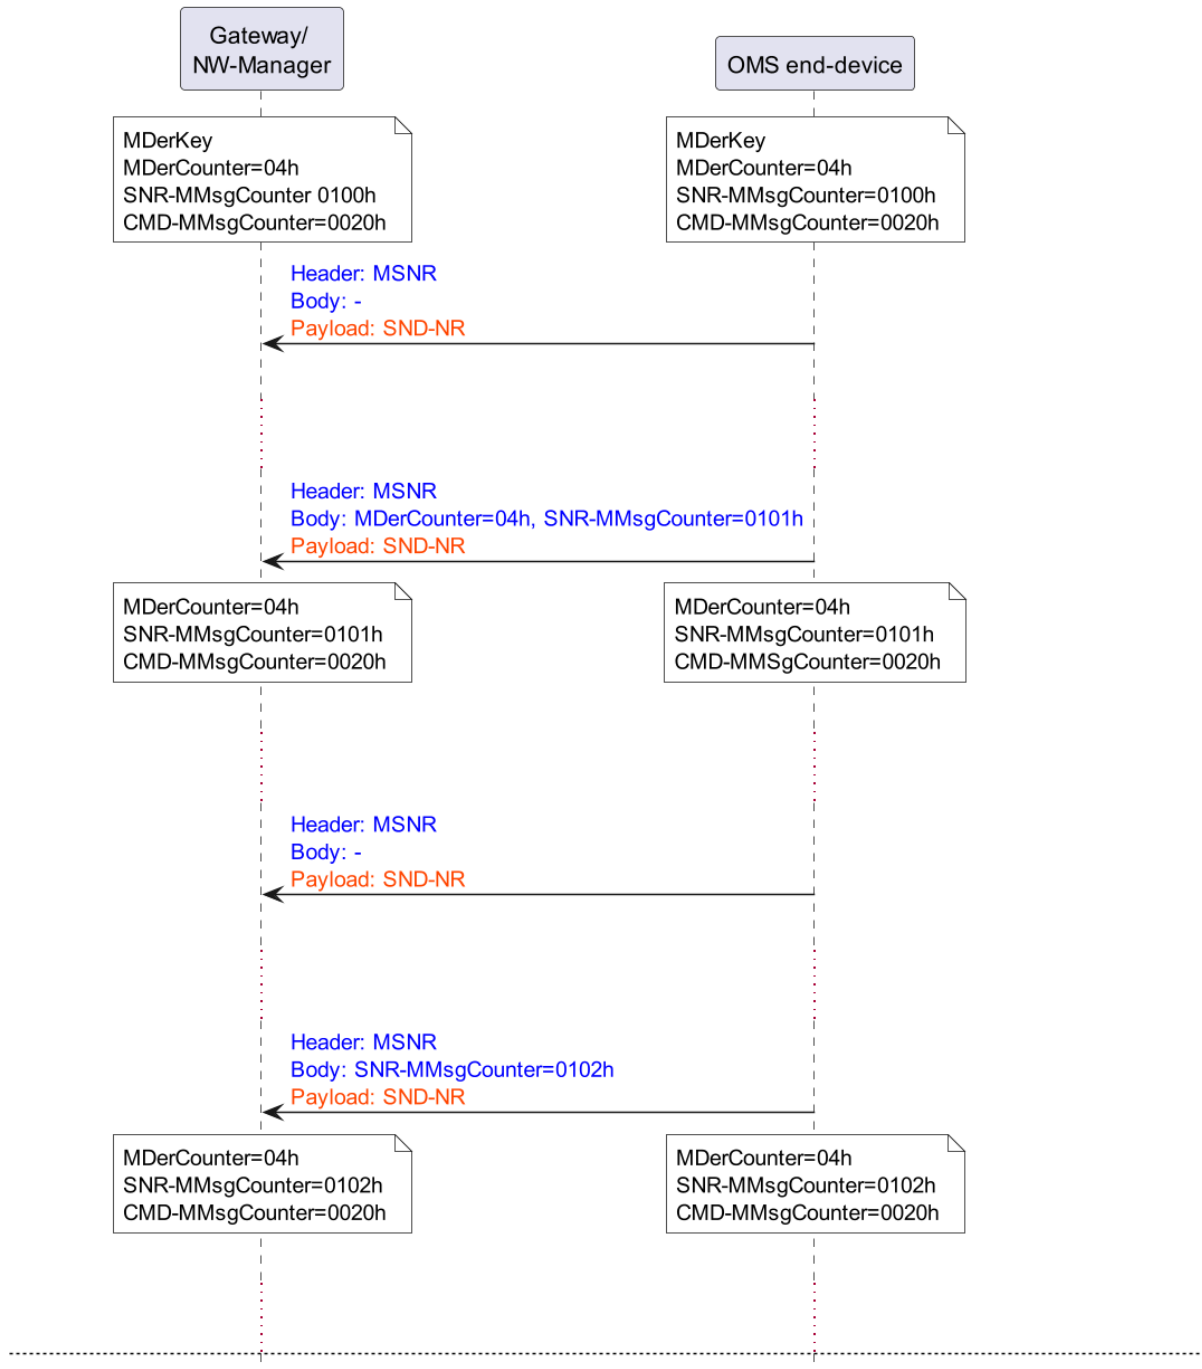 Gateway/
NW-Manager
OMS end-device
MDerKey
MDerCounter=04h
SNR-MMsgCounter 0100h
CMD-MMsgCounter=0020h
MDerKey
MDerCounter=04h
SNR-MMsgCounter=0100h
CMD-MMsgCounter=0020h
Header: MSNR
Body: -
Payload: SND-NR
Header: MSNR
Body: MDerCounter=04h, SNR-MMsgCounter=0101h
Payload: SND-NR
MDerCounter=04h
SNR-MMsgCounter=0101h
CMD-MMsgCounter=0020h
MDerCounter=04h
SNR-MMsgCounter=0101h
CMD-MMSgCounter=0020h
Header: MSNR
Body: -
Payload: SND-NR
Header: MSNR
Body: SNR-MMsgCounter=0102h
Payload: SND-NR
MDerCounter=04h
SNR-MMsgCounter=0102h
CMD-MMsgCounter=0020h
MDerCounter=04h
SNR-MMsgCounter=0102h
CMD-MMsgCounter=0020h